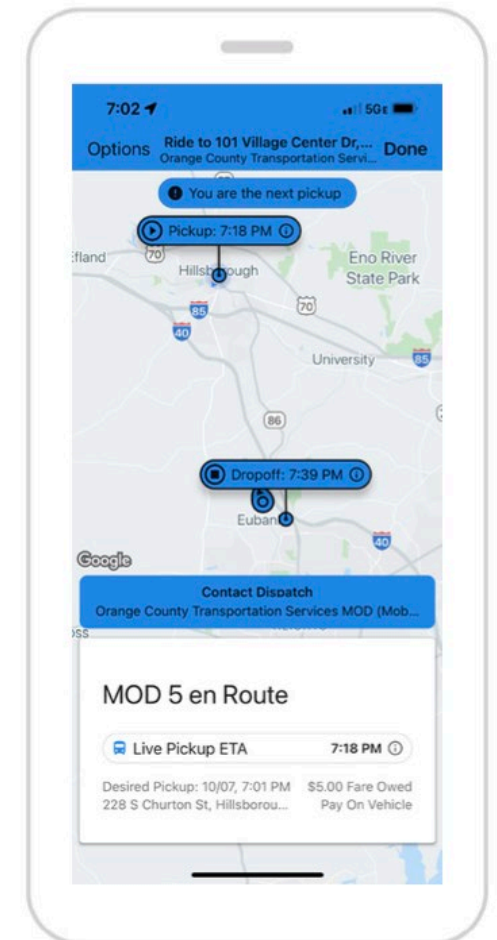 7:02
5GE
Options
Ride to 101 Village Center Dr,...
Orange County Transportation Servi...
Done
You are the next pickup
Pickup: 7:18 PM
Efland
70
Hillsborough
Eno River
State Park
85
40
70
University
85
86
Dropoff: 7:39 PM
Euban
40
Google
Contact Dispatch
Orange County Transportation Services MOD (Mob...
oss
MOD 5 en Route
Live Pickup ETA
7:18 PM
Desired Pickup: 10/07, 7:01 PM
$5.00 Fare Owed
228 S Churton St, Hillsborou...
Pay On Vehicle